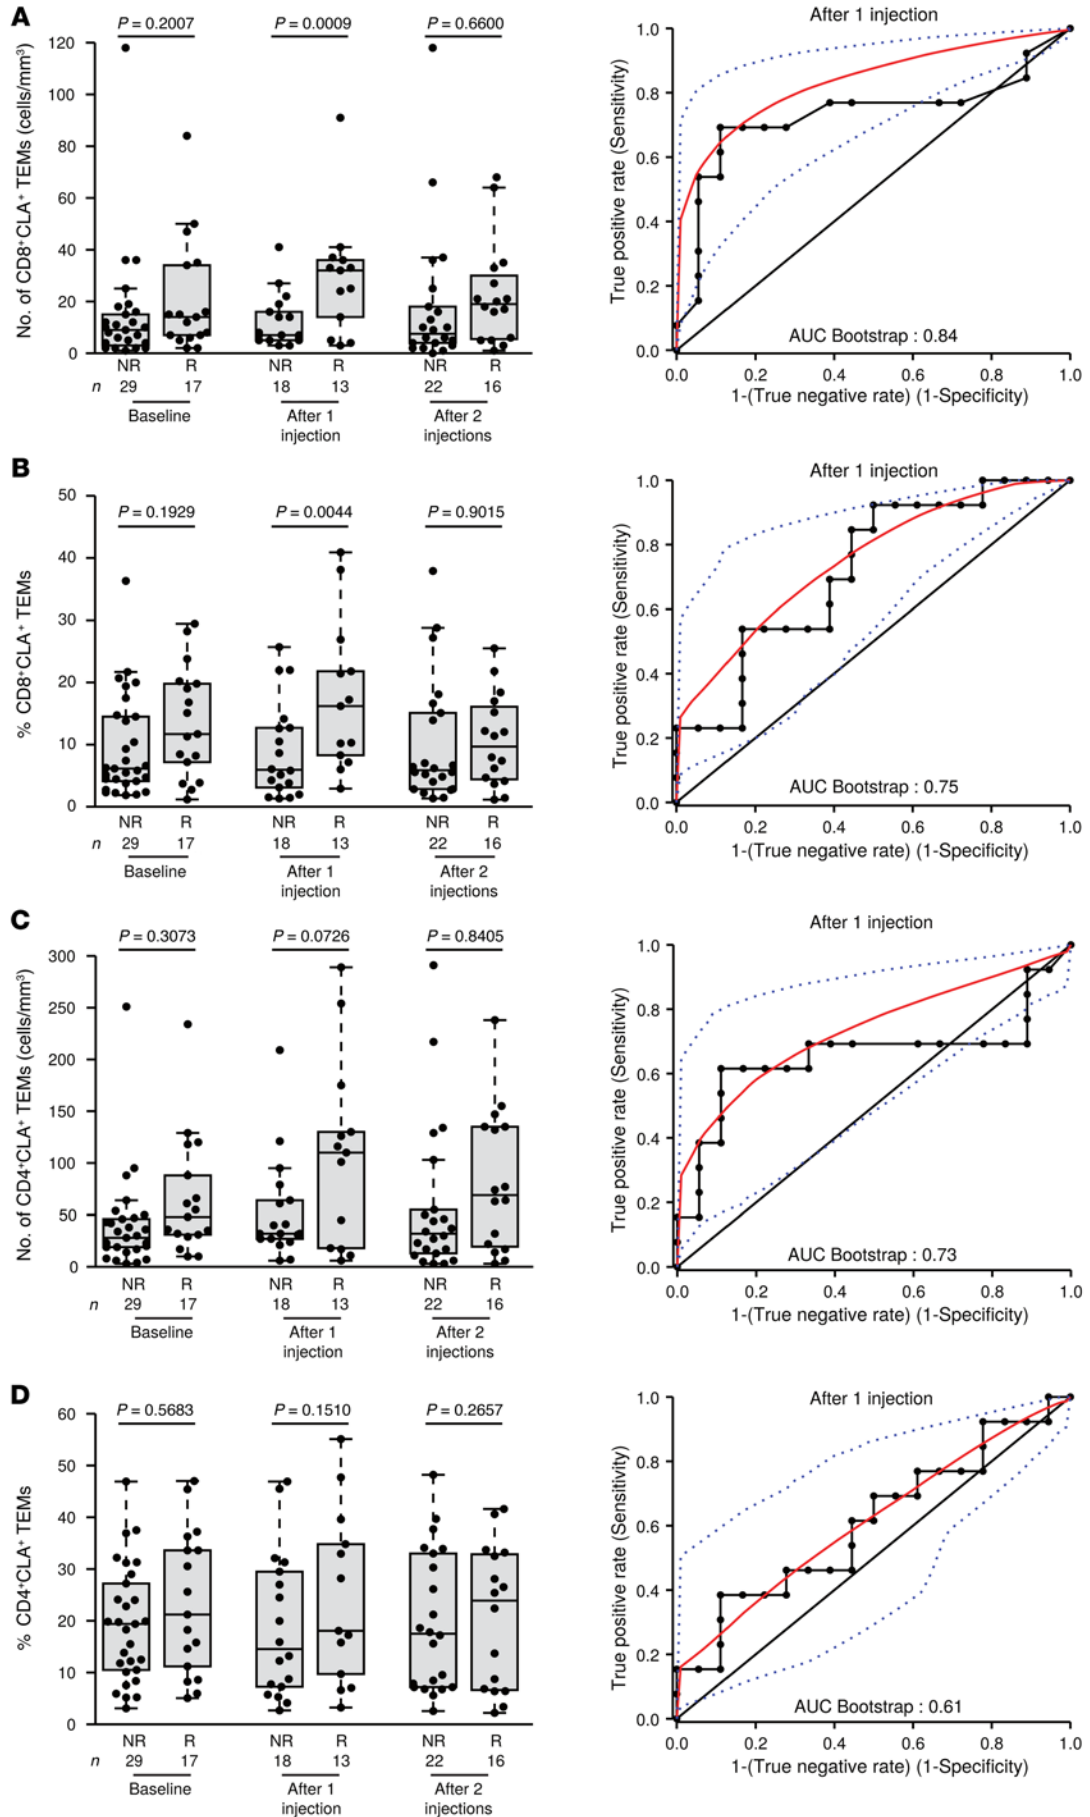 A
P = 0.2007
P = 0.0009
P = 0.6600
No. of CD8+CLA+ TEMs (cells/mm³)
120
100
80
60
40
20
0
NR R NR R NR R
n 29 17 18 13 22 16
Baseline
After 1
injection
After 2
injections
After 1 injection
True positive rate (Sensitivity)
1.0
0.8
0.6
0.4
0.2
0.0
AUC Bootstrap : 0.84
0.0 0.2 0.4 0.6 0.8 1.0
1-(True negative rate) (1-Specificity)
B
P = 0.1929
P = 0.0044
P = 0.9015
% CD8+CLA+ TEMs
50
40
30
20
10
0
NR R NR R NR R
n 29 17 18 13 22 16
Baseline
After 1
injection
After 2
injections
After 1 injection
True positive rate (Sensitivity)
1.0
0.8
0.6
0.4
0.2
0.0
AUC Bootstrap : 0.75
0.0 0.2 0.4 0.6 0.8 1.0
1-(True negative rate) (1-Specificity)
C
P = 0.3073
P = 0.0726
P = 0.8405
No. of CD4+CLA+ TEMs (cells/mm³)
300
250
200
150
100
50
0
NR R NR R NR R
n 29 17 18 13 22 16
Baseline
After 1
injection
After 2
injections
After 1 injection
True positive rate (Sensitivity)
1.0
0.8
0.6
0.4
0.2
0.0
AUC Bootstrap : 0.73
0.0 0.2 0.4 0.6 0.8 1.0
1-(True negative rate) (1-Specificity)
D
P = 0.5683
P = 0.1510
P = 0.2657
% CD4+CLA+ TEMs
60
50
40
30
20
10
0
NR R NR R NR R
n 29 17 18 13 22 16
Baseline
After 1
injection
After 2
injections
After 1 injection
True positive rate (Sensitivity)
1.0
0.8
0.6
0.4
0.2
0.0
AUC Bootstrap : 0.61
0.0 0.2 0.4 0.6 0.8 1.0
1-(True negative rate) (1-Specificity)